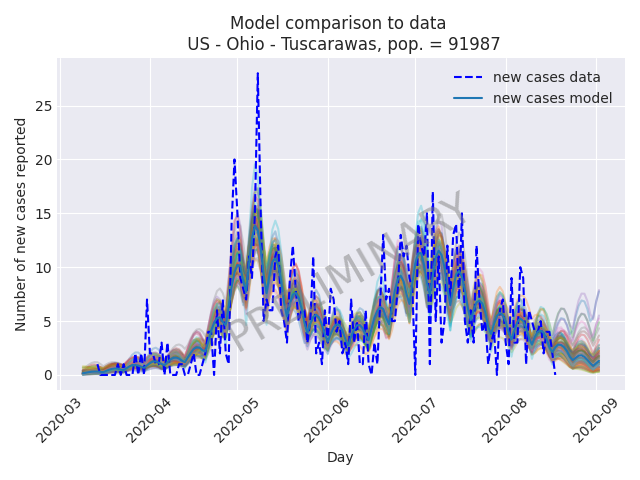 Model comparison to data
US - Ohio - Tuscarawas, pop. = 91987
new cases data
new cases model
PRELIMINARY
Number of new cases reported
25
20
15
10
5
0
2020-03
2020-04
2020-05
2020-06
2020-07
2020-08
2020-09
Day